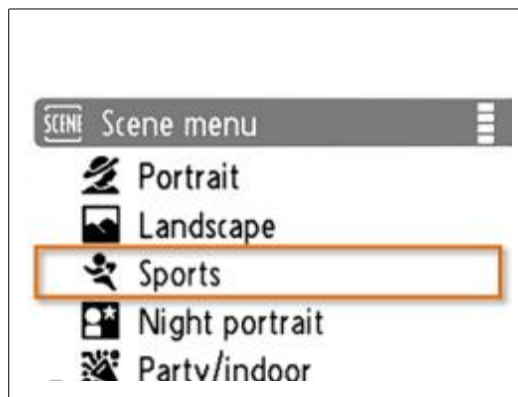 SCENE Scene menu
Portrait
Landscape
Sports
Night portrait
Party/indoor